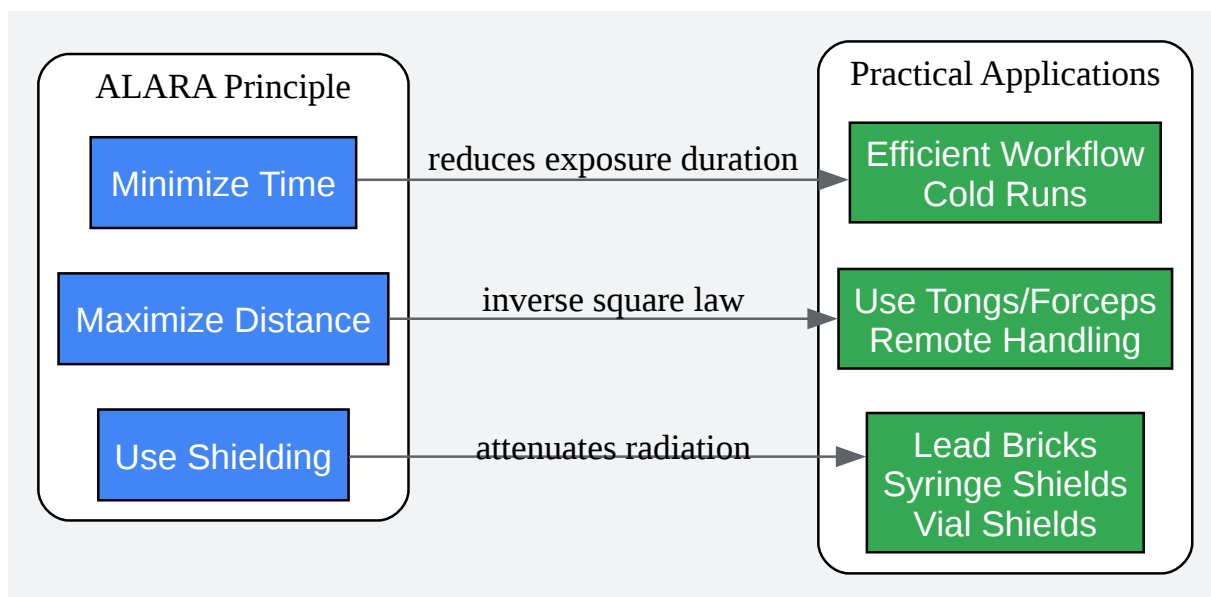 ALARA Principle
Minimize Time
Maximize Distance
Use Shielding
reduces exposure duration
inverse square law
attenuates radiation
Practical Applications
Efficient Workflow
Cold Runs
Use Tongs/Forceps
Remote Handling
Lead Bricks
Syringe Shields
Vial Shields